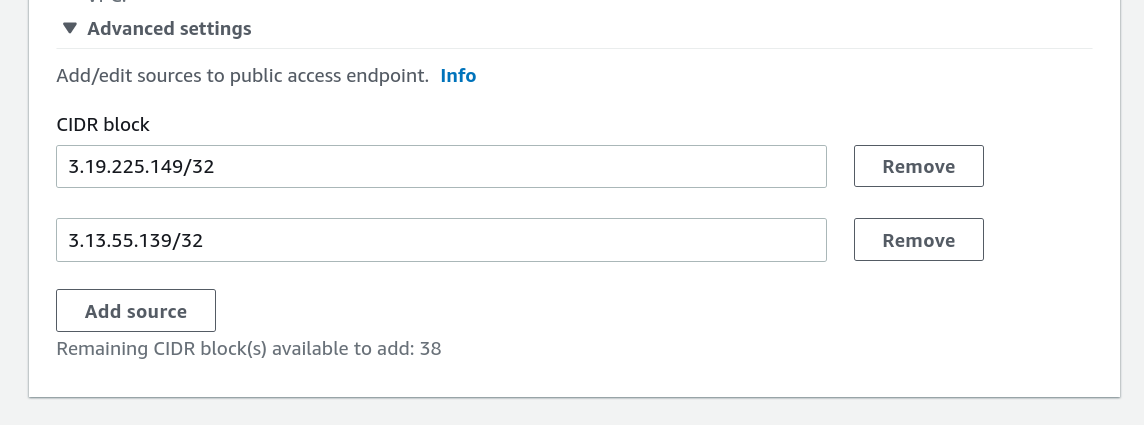 Advanced settings
Add/edit sources to public access endpoint. Info
CIDR block
3.19.225.149/32 Remove
3.13.55.139/32 Remove
Add source
Remaining CIDR block(s) available to add: 38